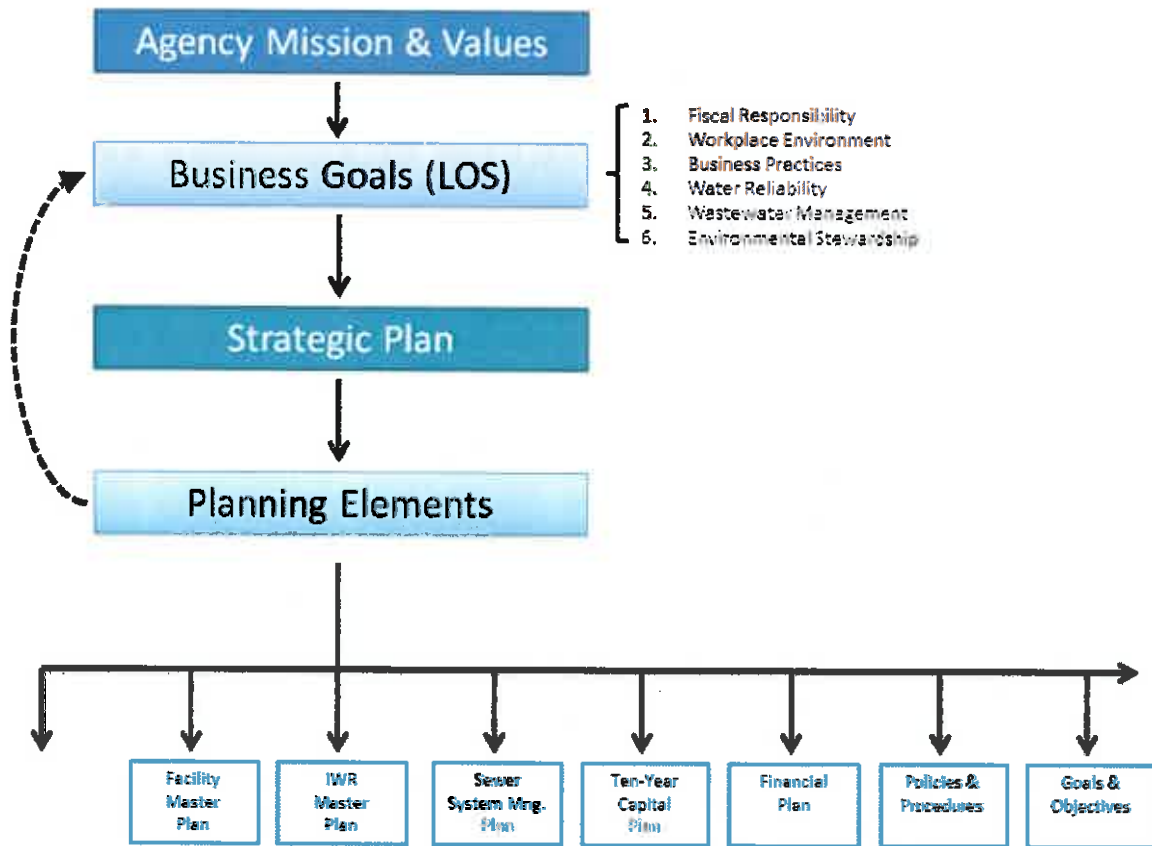 Agency Mission & Values
Business Goals (LOS)
1. Fiscal Responsibility
2. Workplace Environment
3. Business Practices
4. Water Reliability
5. Wastewater Management
6. Environmental Stewardship
Strategic Plan
Planning Elements
Facility
Master
Plan
IWR
Master
Plan
Sewer
System Mng.
Plan
Ten-Year
Capital
Plan
Financial
Plan
Policies &
Procedures
Goals &
Objectives